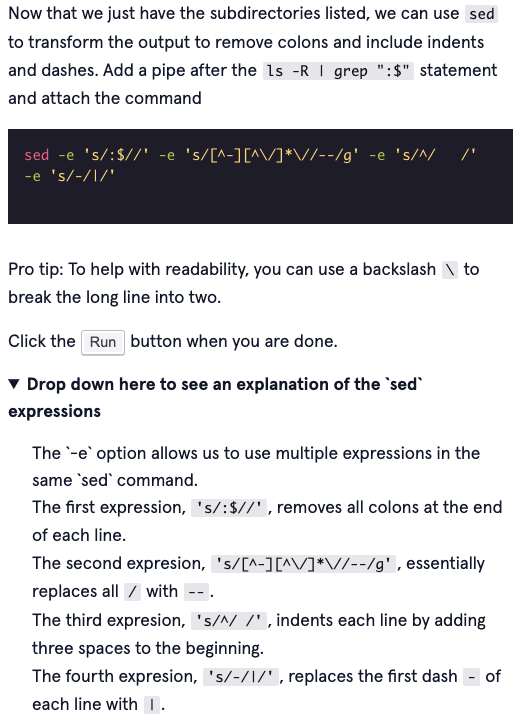 Now that we just have the subdirectories listed, we can use sed
to transform the output to remove colons and include indents
and dashes. Add a pipe after the ls -R | grep ":$" statement
and attach the command
sed -e 's/:$//' -e 's/[^-][^\/]*\//--/g' -e 's/^/   /'
-e 's/-/|/'
Pro tip: To help with readability, you can use a backslash \ to
break the long line into two.
Click the Run button when you are done.
▼ Drop down here to see an explanation of the `sed`
expressions
The `-e` option allows us to use multiple expressions in the
same `sed` command.
The first expression, 's/:$//', removes all colons at the end
of each line.
The second expresion, 's/[^-][^\/]*\//--/g', essentially
replaces all / with --.
The third expresion, 's/^/ /', indents each line by adding
three spaces to the beginning.
The fourth expresion, 's/-/|/', replaces the first dash - of
each line with |.